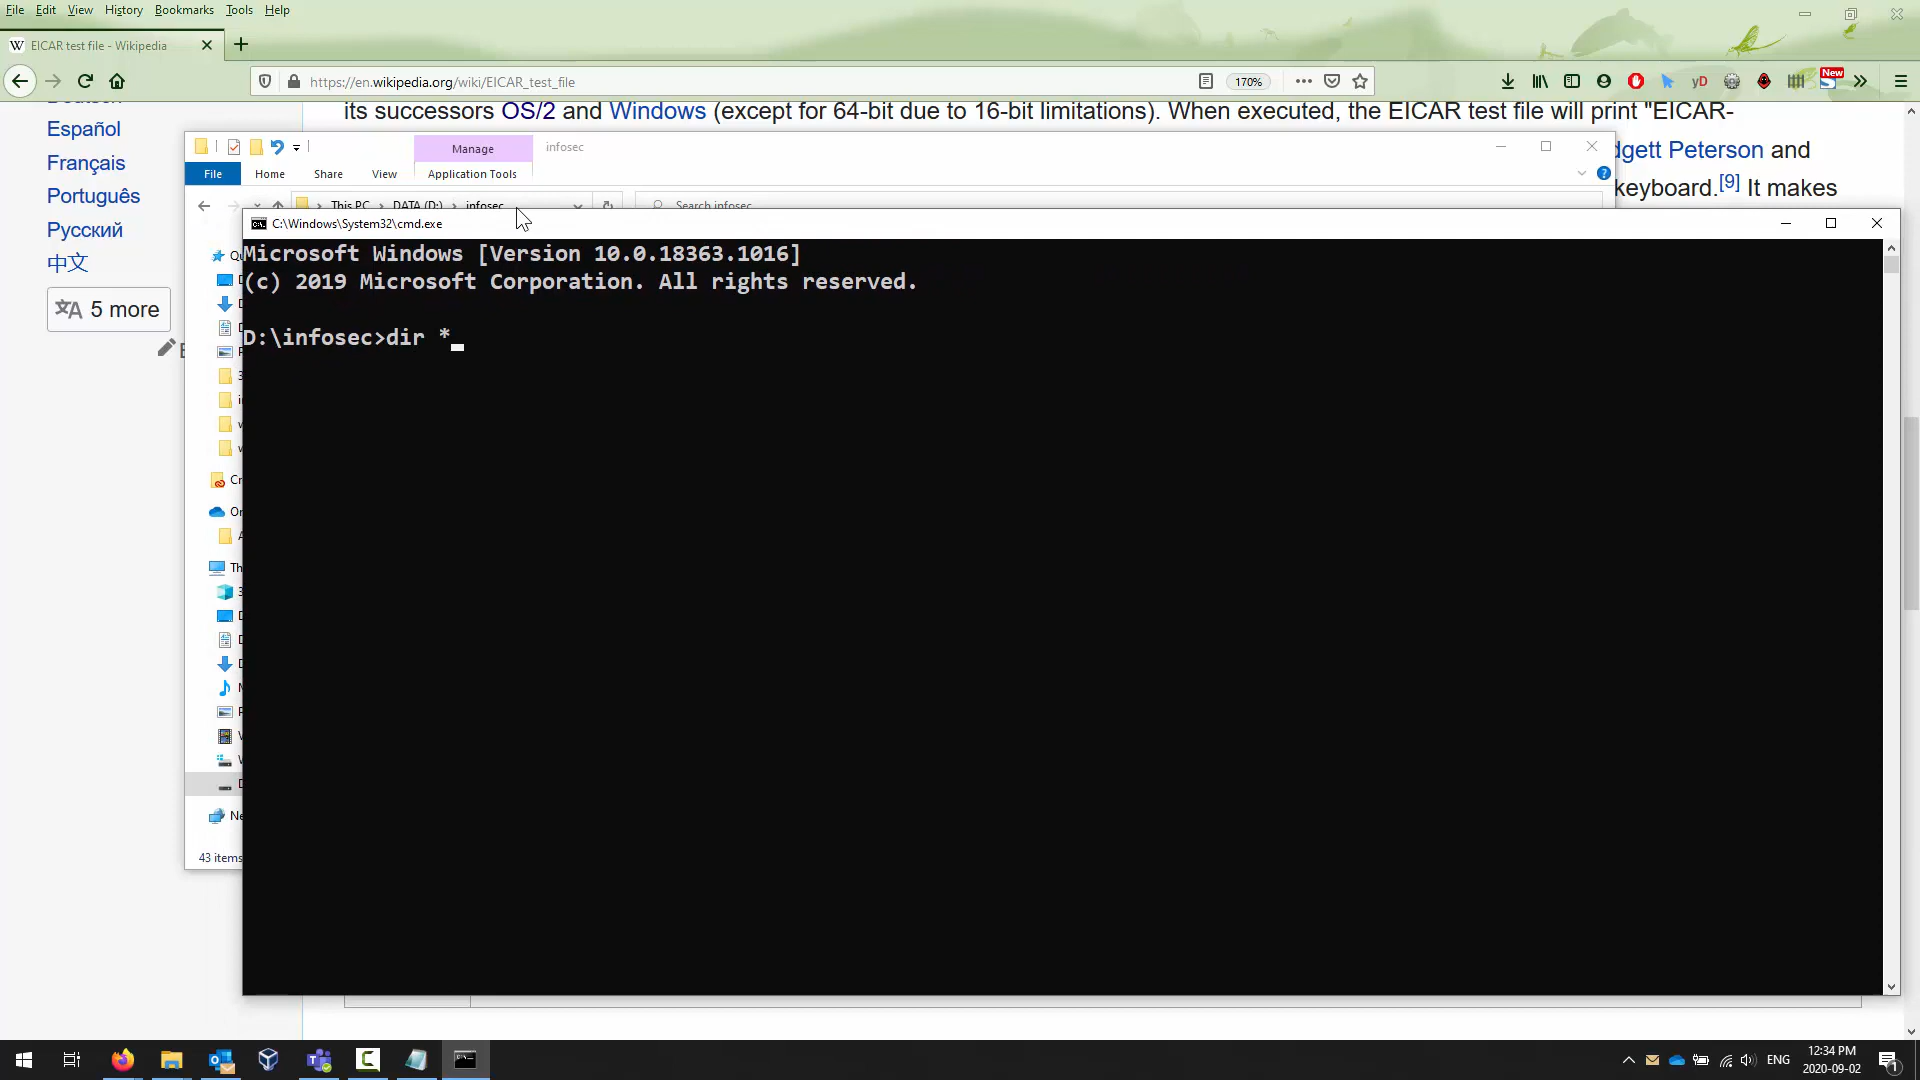 File Edit View History Bookmarks Tools Help
W EICAR test file - Wikipedia
https://en.wikipedia.org/wiki/EICAR_test_file
170%
yD
New
Español
Français
Português
Русский
中文
5 more
its successors OS/2 and Windows (except for 64-bit due to 16-bit limitations). When executed, the EICAR test file will print "EICAR-
dgett Peterson and
keyboard.[9] It makes
Manage
infosec
File Home Share View Application Tools
This PC DATA (D:) infosec
Search infosec
43 items
C:\Windows\System32\cmd.exe
Microsoft Windows [Version 10.0.18363.1016]
(c) 2019 Microsoft Corporation. All rights reserved.
D:\infosec>dir *
ENG
12:34 PM
2020-09-02
1